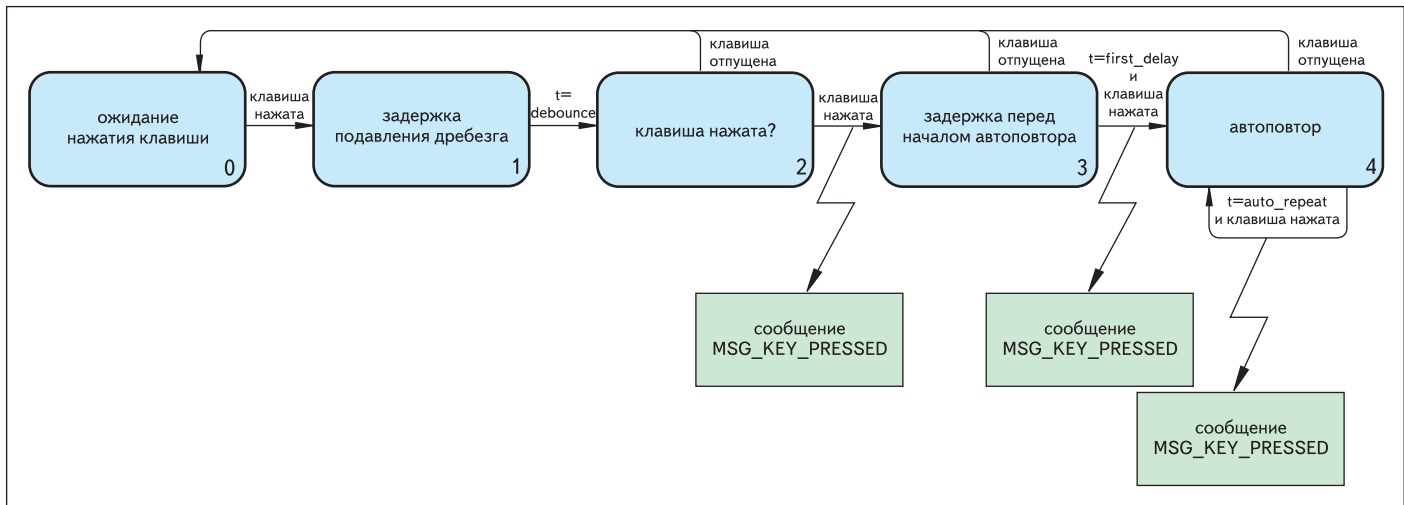 ожидание
нажатия клавиши
0
клавиша
нажата
задержка
подавления дребезга
1
t=
debounce
клавиша нажата?
2
клавиша
отпущена
клавиша
нажата
задержка перед
началом автоповтора
3
клавиша
отпущена
t=first_delay
и
клавиша
нажата
автоповтор
4
клавиша
отпущена
t=auto_repeat
и клавиша нажата
сообщение
MSG_KEY_PRESSED
сообщение
MSG_KEY_PRESSED
сообщение
MSG_KEY_PRESSED